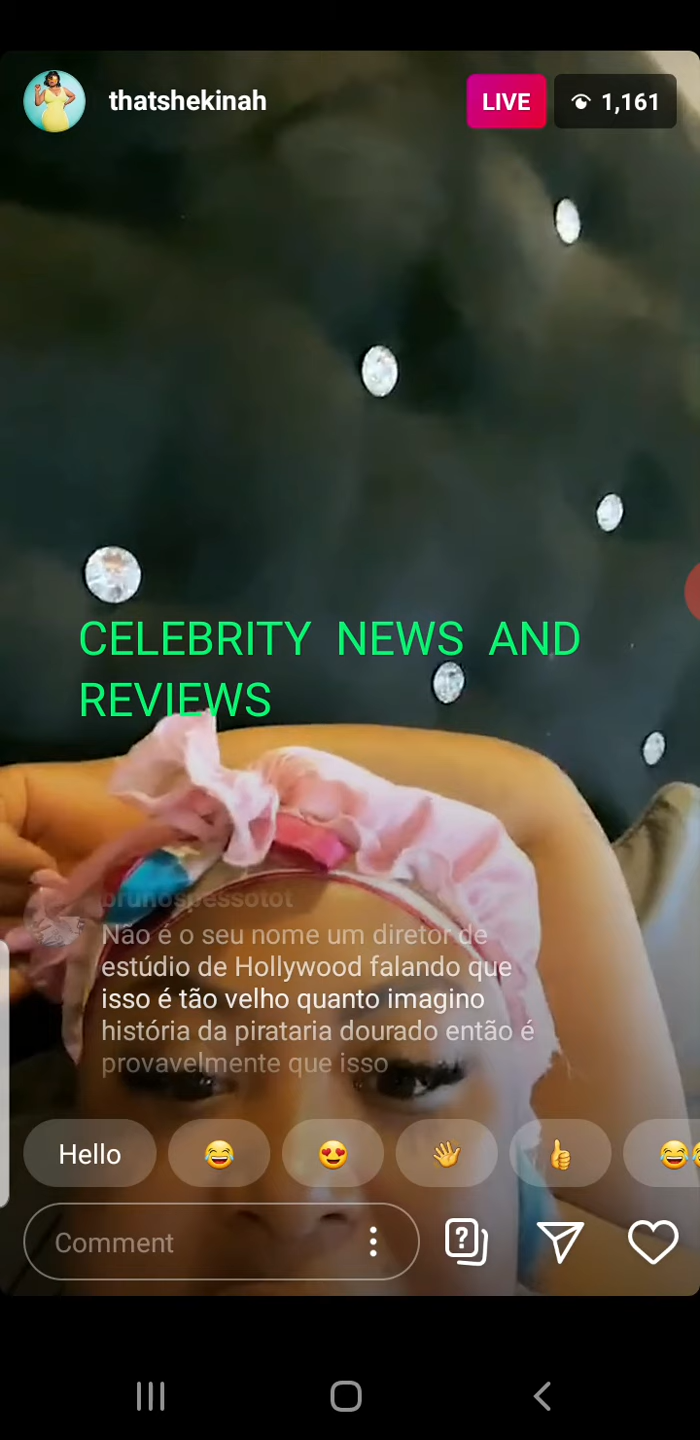 thatshekinah
LIVE
1,161
CELEBRITY NEWS AND
REVIEWS
brunospessotot
Não é o seu nome um diretor de
estúdio de Hollywood falando que
isso é tão velho quanto imagino
história da pirataria dourado então é
provavelmente que isso
Hello
Comment